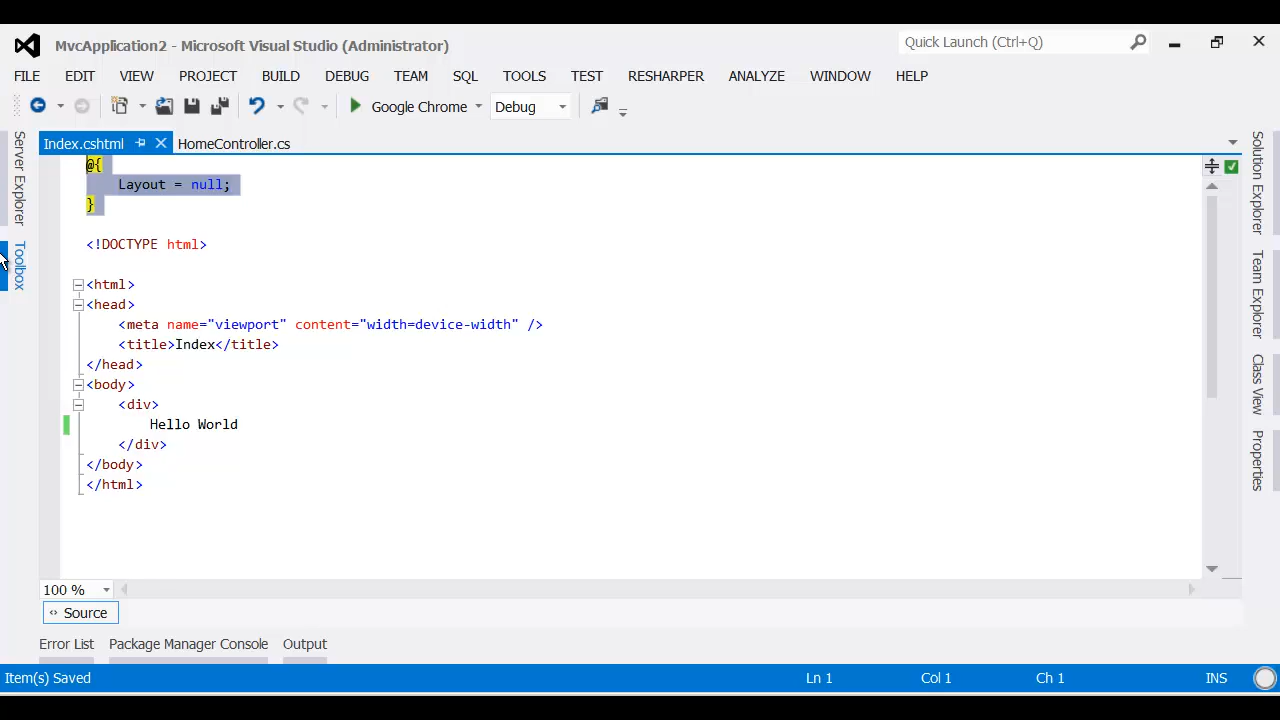 MvcApplication2 - Microsoft Visual Studio (Administrator)
Quick Launch (Ctrl+Q)
FILE EDIT VIEW PROJECT BUILD DEBUG TEAM SQL TOOLS TEST RESHARPER ANALYZE WINDOW HELP
Google Chrome Debug
Index.cshtml HomeController.cs
Server Explorer
Toolbox
@{
Layout = null;
}
<!DOCTYPE html>
<html>
<head>
<meta name="viewport" content="width=device-width" />
<title>Index</title>
</head>
<body>
<div>
Hello World
</div>
</body>
</html>
Solution Explorer
Team Explorer
Class View
Properties
100 %
Source
Error List Package Manager Console Output
Item(s) Saved Ln 1 Col 1 Ch 1 INS